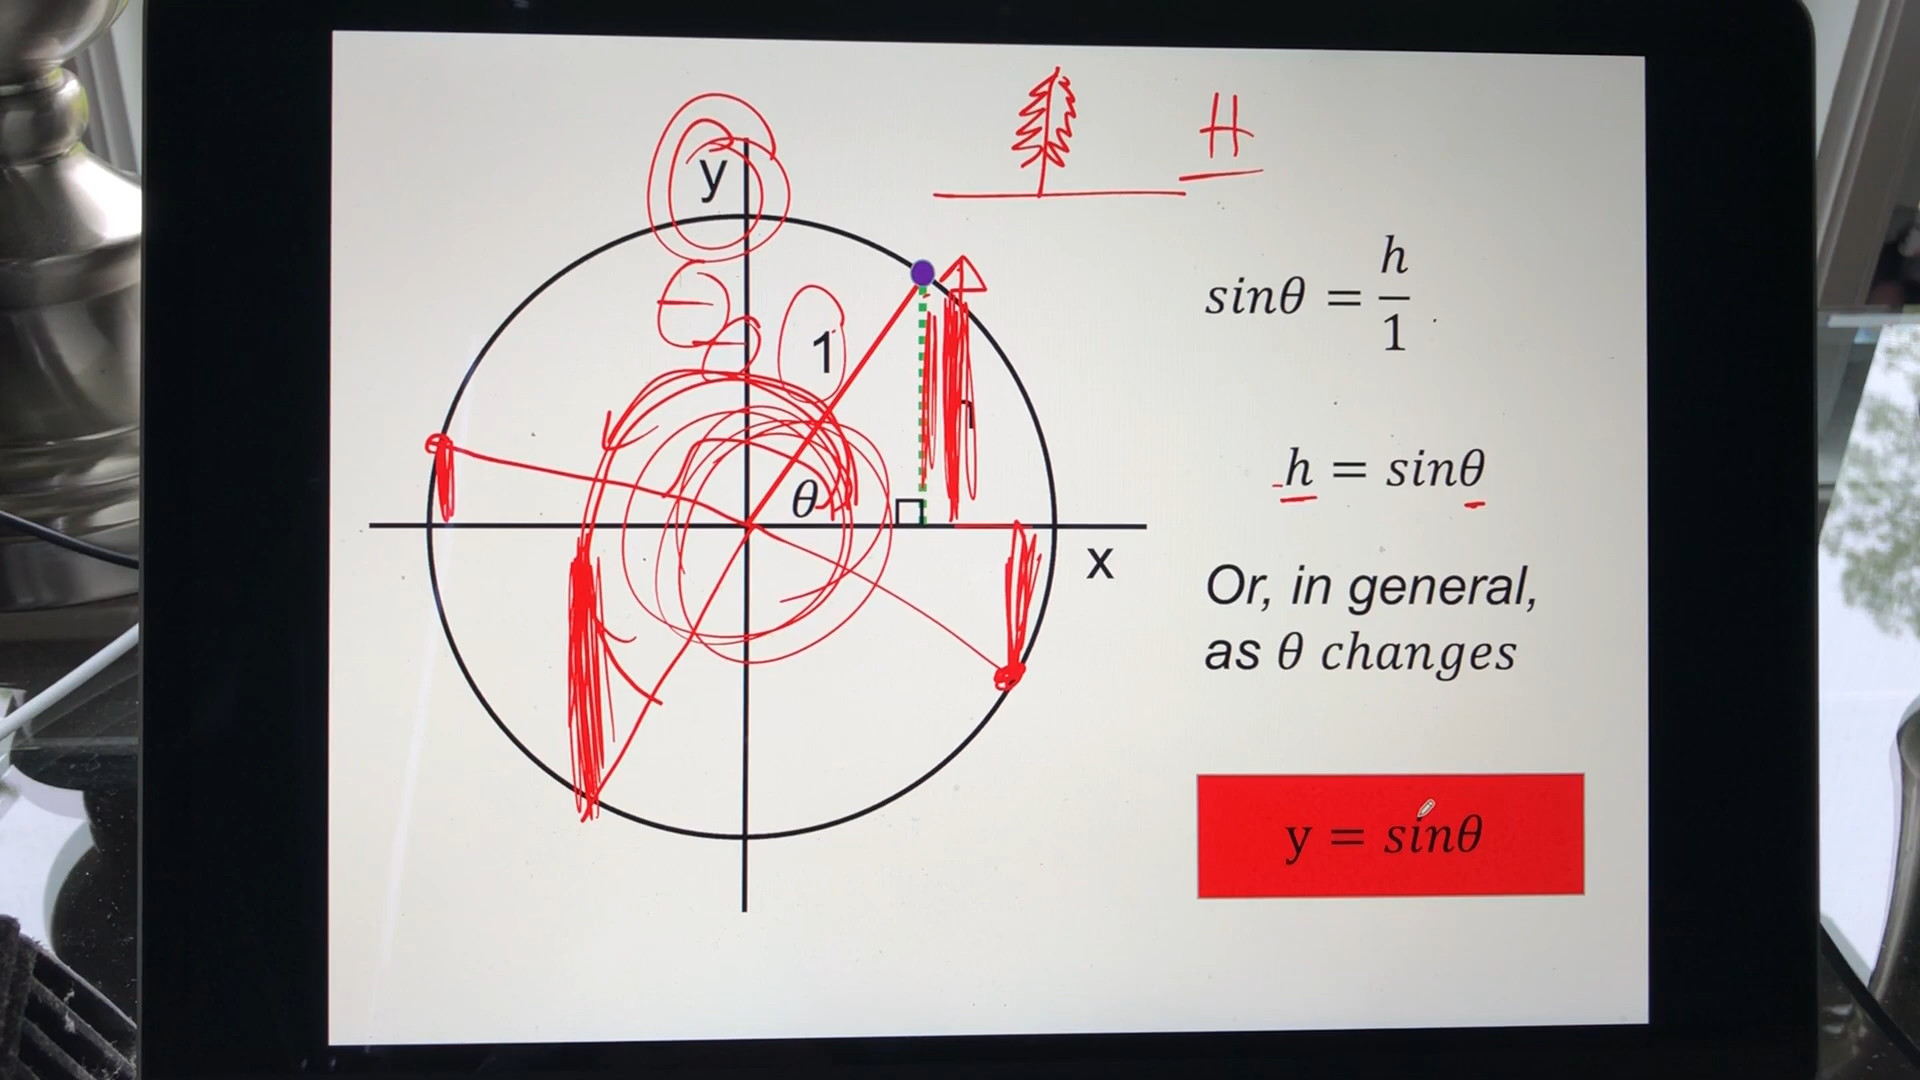 H
y
1
θ
x
sinθ = h/1
h = sinθ
Or, in general,
as θ changes
y = sinθ